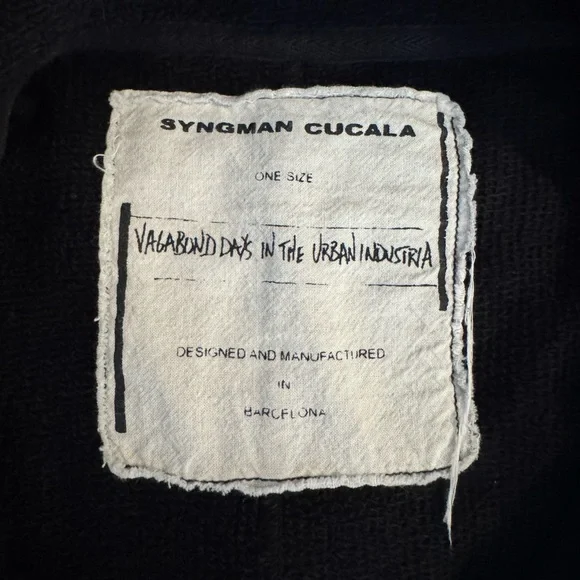 SYNGMAN CUCALA
ONE SIZE
VAGABOND DAYS IN THE URBAN INDUSTRIA
DESIGNED AND MANUFACTURED
IN
BARCELONA